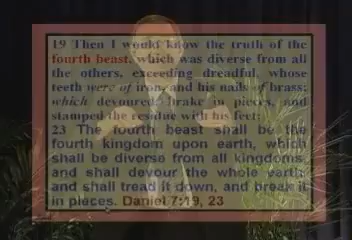 19 Then I would know the truth of the
fourth beast, which was diverse from all
the others, exceeding dreadful, whose
teeth were of iron, and his nails of brass;
which devoured, brake in pieces, and
stamped the residue with his feet;
23 The fourth beast shall be the
fourth kingdom upon earth, which
shall be diverse from all kingdoms,
and shall devour the whole earth,
and shall tread it down, and break it
in pieces. Daniel 7:19, 23